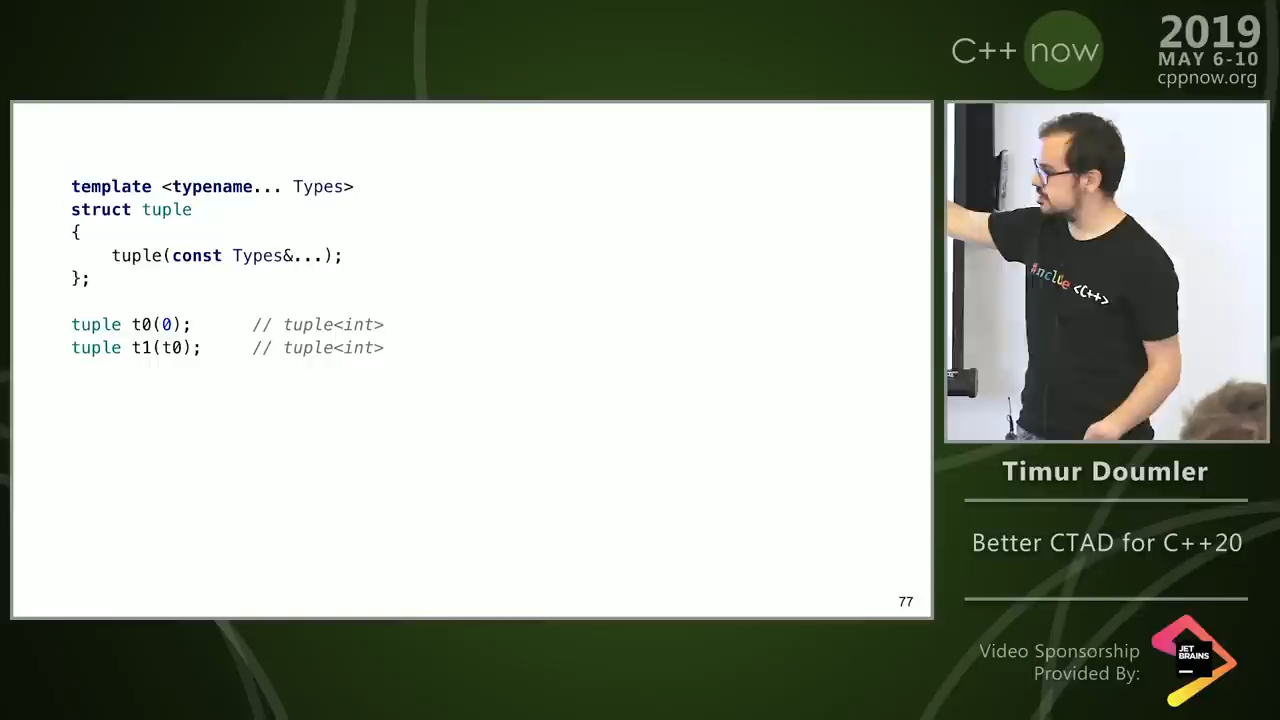 C++ now
2019
MAY 6-10
cppnow.org
template <typename... Types>
struct tuple
{
    tuple(const Types&...);
};
tuple t0(0);      // tuple<int>
tuple t1(t0);     // tuple<int>
77
#include <C++>
Timur Doumler
Better CTAD for C++20
Video Sponsorship
Provided By:
JET
BRAINS